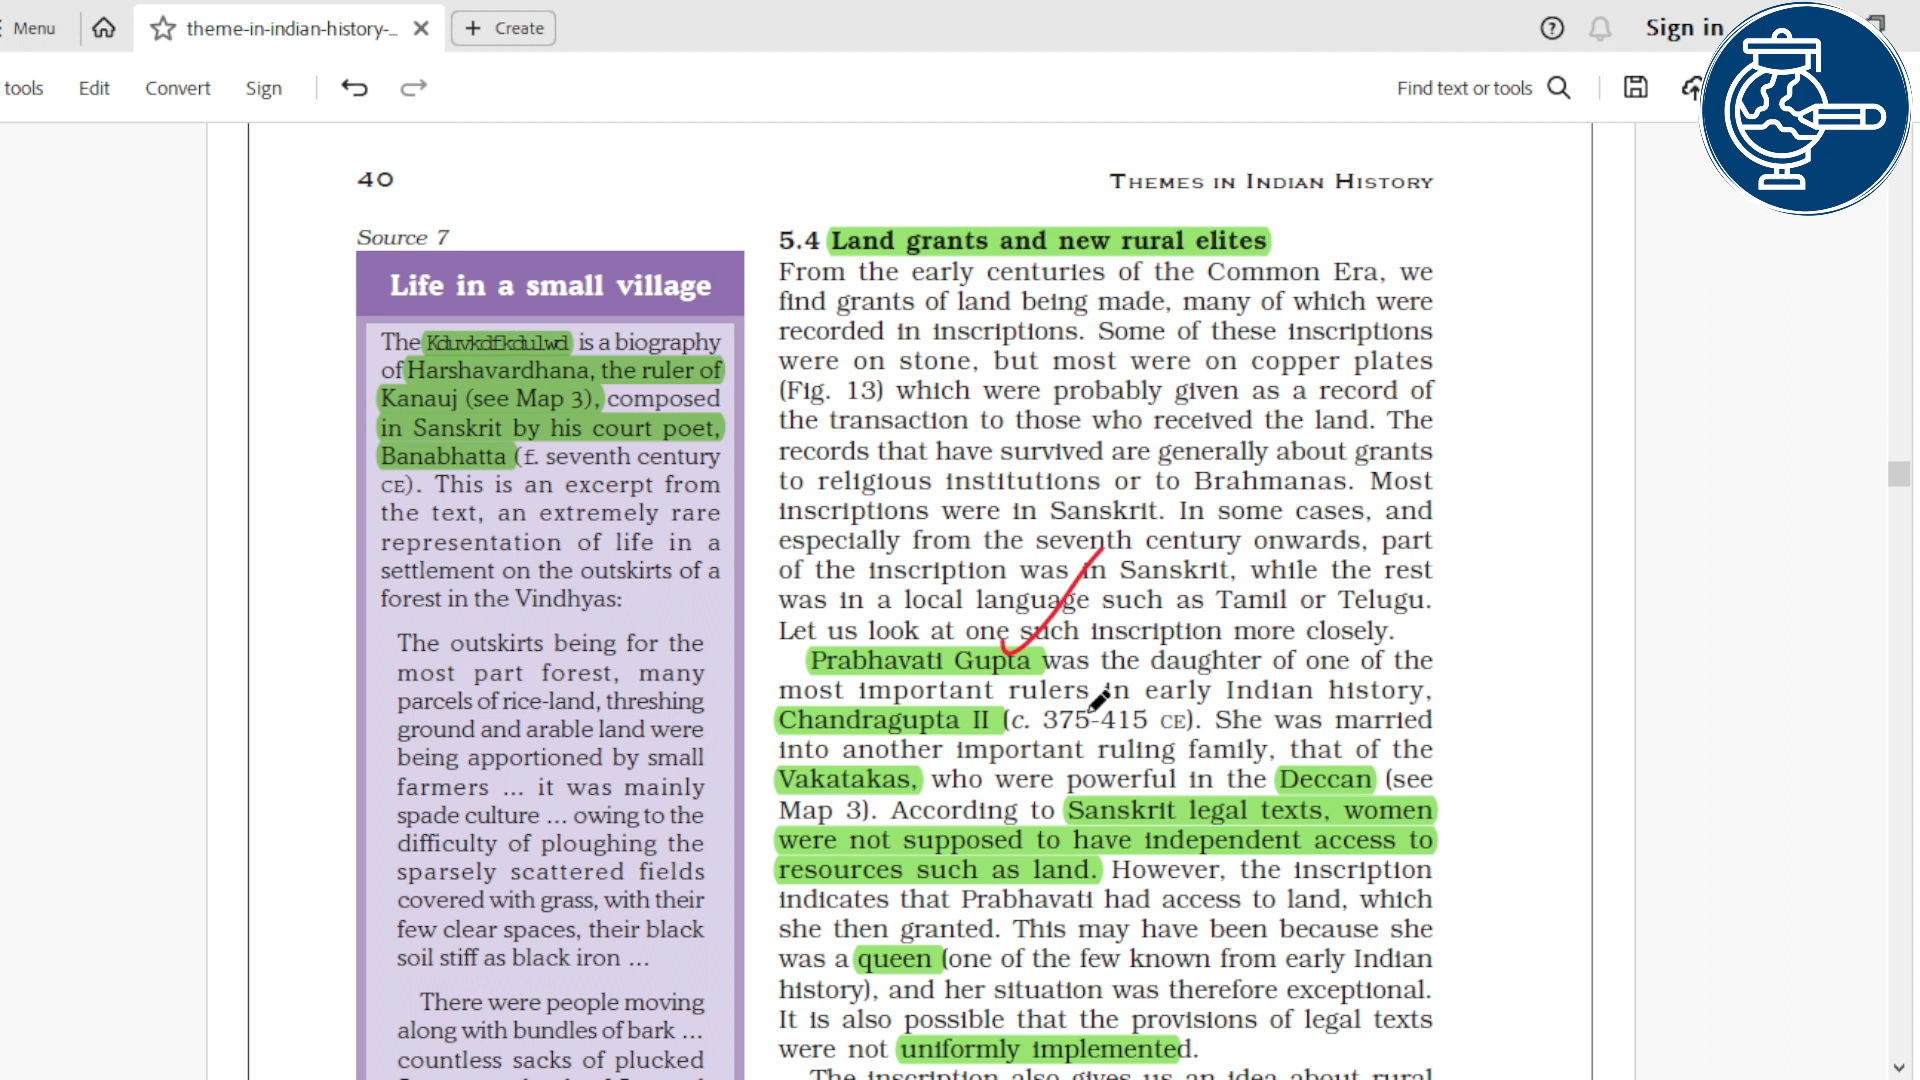 Menu
theme-in-indian-history-_
Create
Sign in
tools Edit Convert Sign
Find text or tools
40
THEMES IN INDIAN HISTORY
Source 7
Life in a small village
The Kduvkdfkdulwd is a biography
of Harshavardhana, the ruler of
Kanauj (see Map 3), composed
in Sanskrit by his court poet,
Banabhatta (f. seventh century
CE). This is an excerpt from
the text, an extremely rare
representation of life in a
settlement on the outskirts of a
forest in the Vindhyas:
The outskirts being for the
most part forest, many
parcels of rice-land, threshing
ground and arable land were
being apportioned by small
farmers ... it was mainly
spade culture ... owing to the
difficulty of ploughing the
sparsely scattered fields
covered with grass, with their
few clear spaces, their black
soil stiff as black iron ...
There were people moving
along with bundles of bark ...
countless sacks of plucked
5.4 Land grants and new rural elites
From the early centuries of the Common Era, we
find grants of land being made, many of which were
recorded in inscriptions. Some of these inscriptions
were on stone, but most were on copper plates
(Fig. 13) which were probably given as a record of
the transaction to those who received the land. The
records that have survived are generally about grants
to religious institutions or to Brahmanas. Most
inscriptions were in Sanskrit. In some cases, and
especially from the seventh century onwards, part
of the inscription was in Sanskrit, while the rest
was in a local language such as Tamil or Telugu.
Let us look at one such inscription more closely.
Prabhavati Gupta was the daughter of one of the
most important rulers in early Indian history,
Chandragupta II (c. 375-415 CE). She was married
into another important ruling family, that of the
Vakatakas, who were powerful in the Deccan (see
Map 3). According to Sanskrit legal texts, women
were not supposed to have independent access to
resources such as land. However, the inscription
indicates that Prabhavati had access to land, which
she then granted. This may have been because she
was a queen (one of the few known from early Indian
history), and her situation was therefore exceptional.
It is also possible that the provisions of legal texts
were not uniformly implemented.
The inscription also gives us an idea about rural